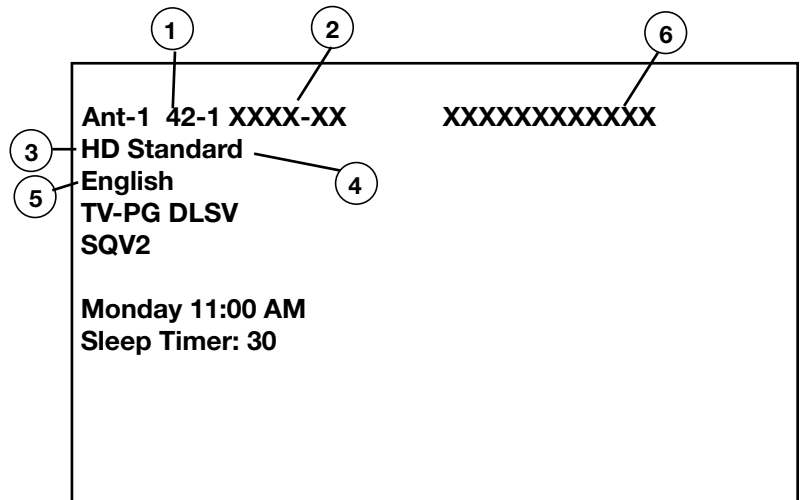 1 2 6
Ant-1 42-1 XXXX-XX XXXXXXXXXXXX
3 HD Standard
4
5 English
TV-PG DLSV
SQV2
Monday 11:00 AM
Sleep Timer: 30